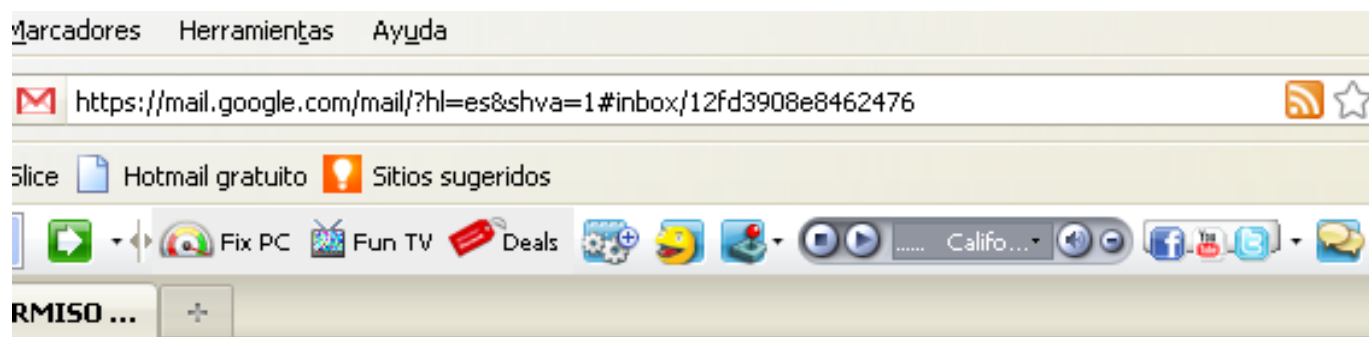 Marcadores Herramientas Ayuda
https://mail.google.com/mail/?hl=es&shva=1#inbox/12fd3908e8462476
Slice Hotmail gratuito Sitios sugeridos
Fix PC Fun TV Deals ...... Califo... You
RMISO ... +